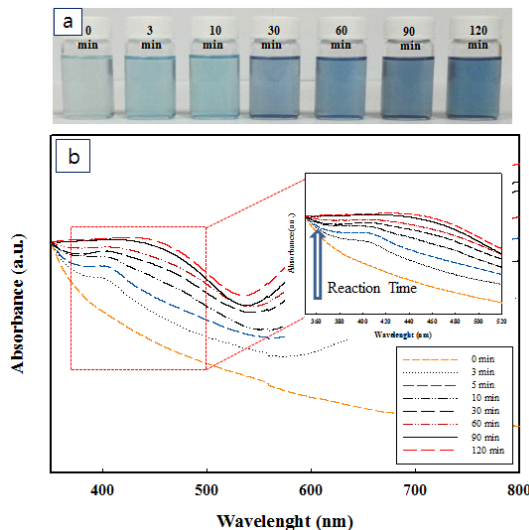 a
0 3 10 30 60 90 120
min min min min min min min
b
Absorbance (a.u.)
Absorbance(a.u.)
Reaction Time
360 380 400 420 440 460 480 500 520
Wavelenght (nm)
0 min
3 min
5 min
10 min
30 min
60 min
90 min
120 min
400 500 600 700 800
Wavelenght (nm)